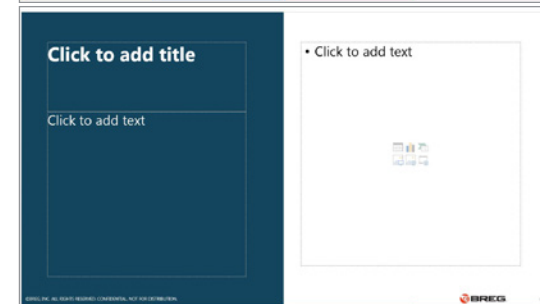 Click to add title
Click to add text
• Click to add text
©BREG, INC. ALL RIGHTS RESERVED. CONFIDENTIAL, NOT FOR DISTRIBUTION.
BREG